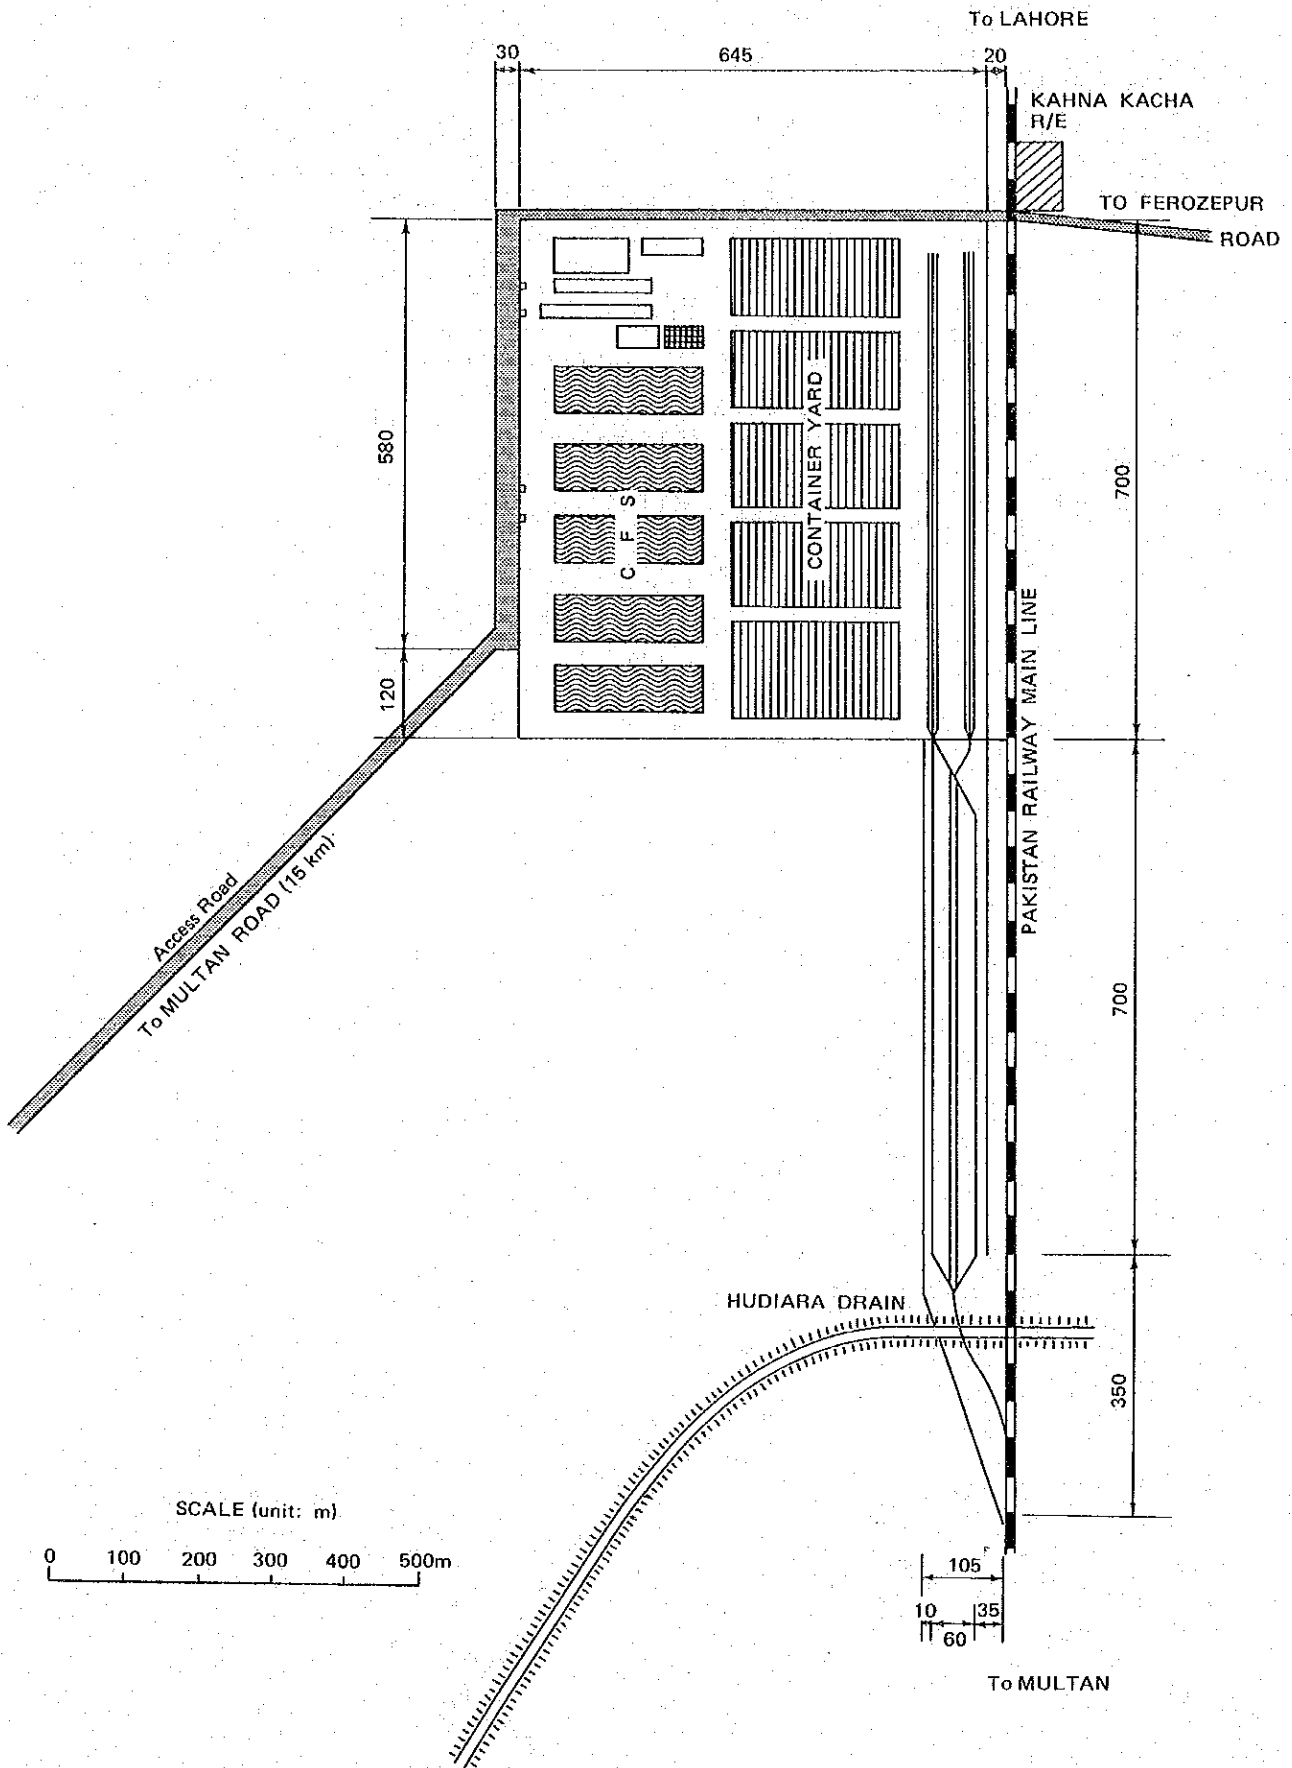 To LAHORE
30
645
20
KAHNA KACHA
R/E
TO FEROZEPUR
ROAD
580
120
C F S
CONTAINER YARD
700
PAKISTAN RAILWAY MAIN LINE
Access Road
To MULTAN ROAD (15 km)
700
HUDIARA DRAIN
350
SCALE (unit: m)
0 100 200 300 400 500m
105
10
35
60
To MULTAN